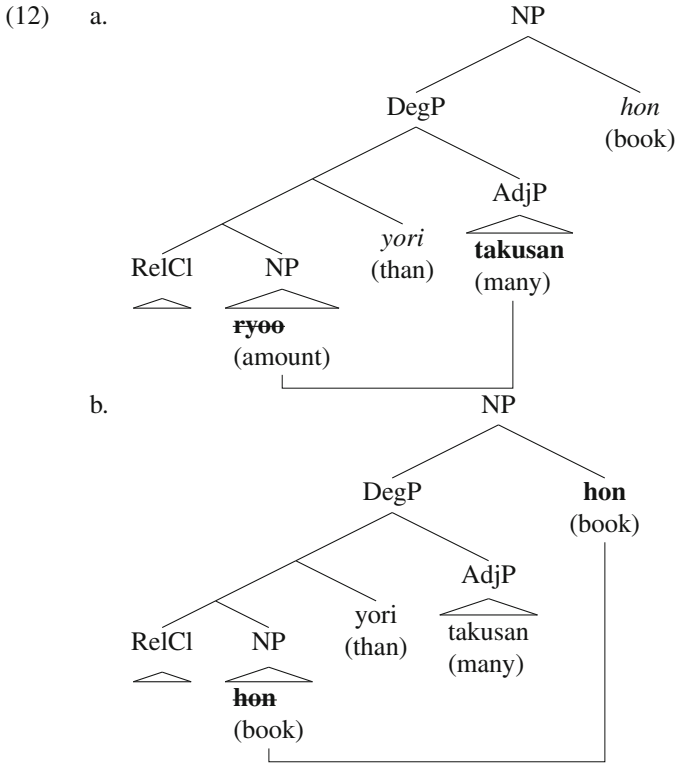 (12) a. NP
DegP hon
(book)
AdjP
yori takusan
RelCl NP (than) (many)
ryoo
(amount)
b. NP
DegP hon
(book)
AdjP
yori takusan
RelCl NP (than) (many)
hon
(book)